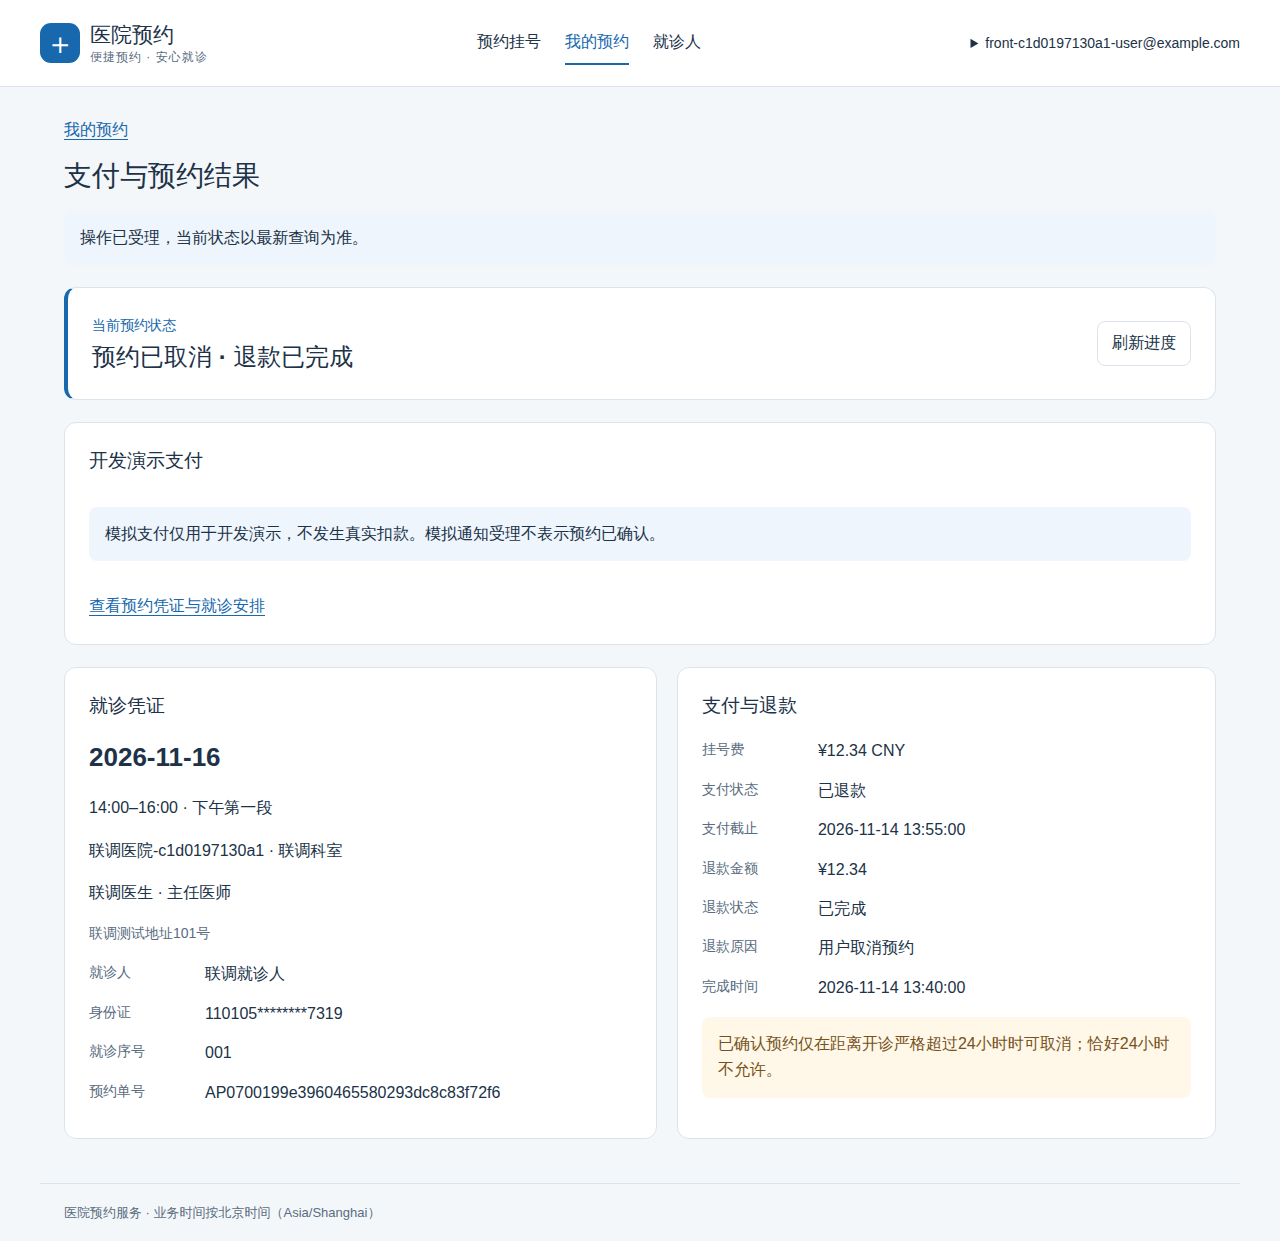 医院预约
便捷预约 · 安心就诊
预约挂号
我的预约
就诊人
▶ front-c1d0197130a1-user@example.com
我的预约
支付与预约结果
操作已受理，当前状态以最新查询为准。
当前预约状态
预约已取消 · 退款已完成
刷新进度
开发演示支付
模拟支付仅用于开发演示，不发生真实扣款。模拟通知受理不表示预约已确认。
查看预约凭证与就诊安排
就诊凭证
2026-11-16
14:00–16:00 · 下午第一段
联调医院-c1d0197130a1 · 联调科室
联调医生 · 主任医师
联调测试地址101号
就诊人 联调就诊人
身份证 110105********7319
就诊序号 001
预约单号 AP0700199e3960465580293dc8c83f72f6
支付与退款
挂号费 ¥12.34 CNY
支付状态 已退款
支付截止 2026-11-14 13:55:00
退款金额 ¥12.34
退款状态 已完成
退款原因 用户取消预约
完成时间 2026-11-14 13:40:00
已确认预约仅在距离开诊严格超过24小时时可取消；恰好24小时
不允许。
医院预约服务 · 业务时间按北京时间（Asia/Shanghai）